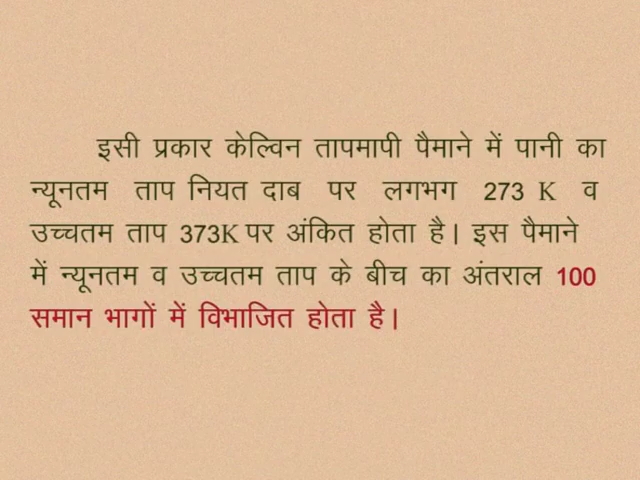 इसी प्रकार केल्विन तापमापी पैमाने में पानी का
न्यूनतम ताप नियत दाब पर लगभग 273 K व
उच्चतम ताप 373K पर अंकित होता है। इस पैमाने
में न्यूनतम व उच्चतम ताप के बीच का अंतराल 100
समान भागों में विभाजित होता है।